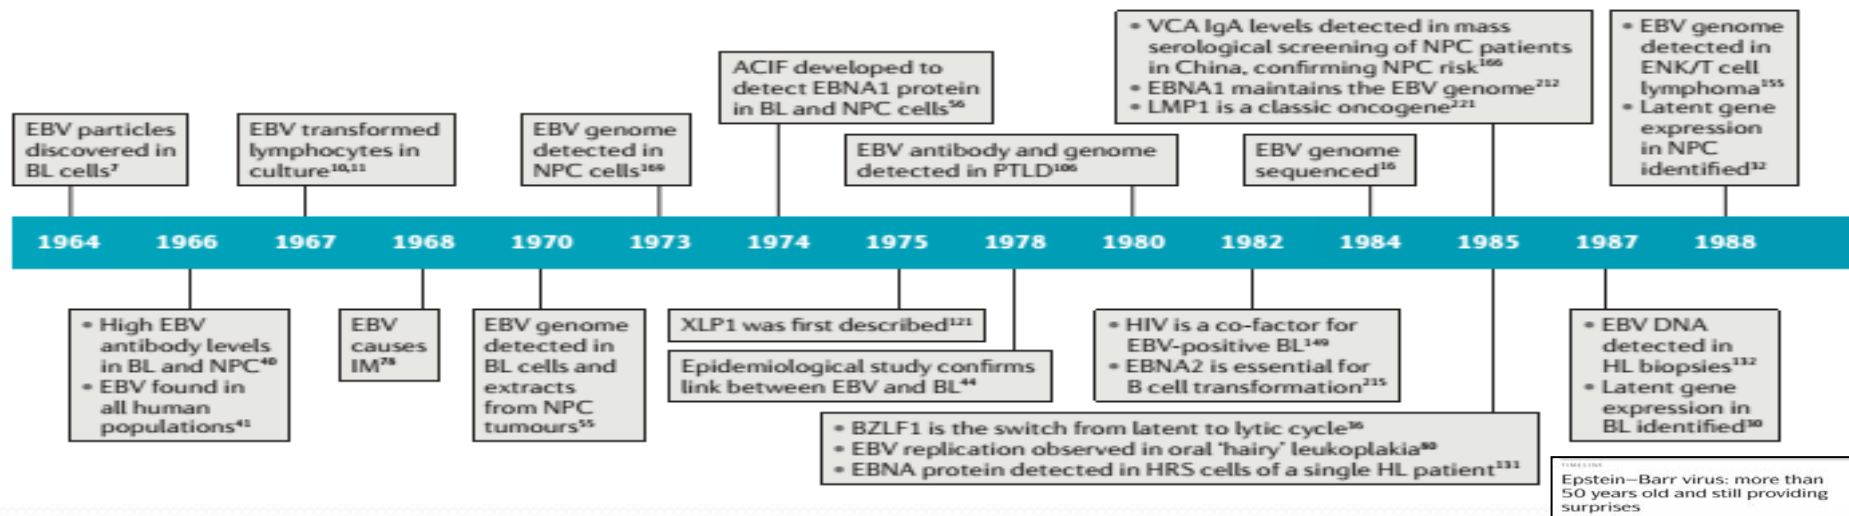 EBV particles
discovered in
BL cells⁷
EBV transformed
lymphocytes in
culture¹⁰,¹¹
EBV genome
detected in
NPC cells¹⁶⁹
ACIF developed to
detect EBNA1 protein
in BL and NPC cells⁵⁶
EBV antibody and genome
detected in PTLD¹⁰⁶
• VCA IgA levels detected in mass
serological screening of NPC patients
in China, confirming NPC risk¹⁶⁶
• EBNA1 maintains the EBV genome²¹²
• LMP1 is a classic oncogene²²¹
EBV genome
sequenced¹⁶
• EBV genome
detected in
ENK/T cell
lymphoma¹⁵⁵
• Latent gene
expression
in NPC
identified³²
1964 1966 1967 1968 1970 1973 1974 1975 1978 1980 1982 1984 1985 1987 1988
• High EBV
antibody levels
in BL and NPC⁴⁰
• EBV found in
all human
populations⁴¹
EBV
causes
IM⁷⁸
EBV genome
detected in
BL cells and
extracts
from NPC
tumours⁵⁵
XLP1 was first described¹²¹
Epidemiological study confirms
link between EBV and BL⁴⁴
• HIV is a co-factor for
EBV-positive BL¹⁴⁹
• EBNA2 is essential for
B cell transformation²¹⁵
• BZLF1 is the switch from latent to lytic cycle³⁶
• EBV replication observed in oral ‘hairy’ leukoplakia⁸⁰
• EBNA protein detected in HRS cells of a single HL patient¹³¹
• EBV DNA
detected in
HL biopsies¹³²
• Latent gene
expression in
BL identified³⁰
TIMELINE
Epstein–Barr virus: more than
50 years old and still providing
surprises